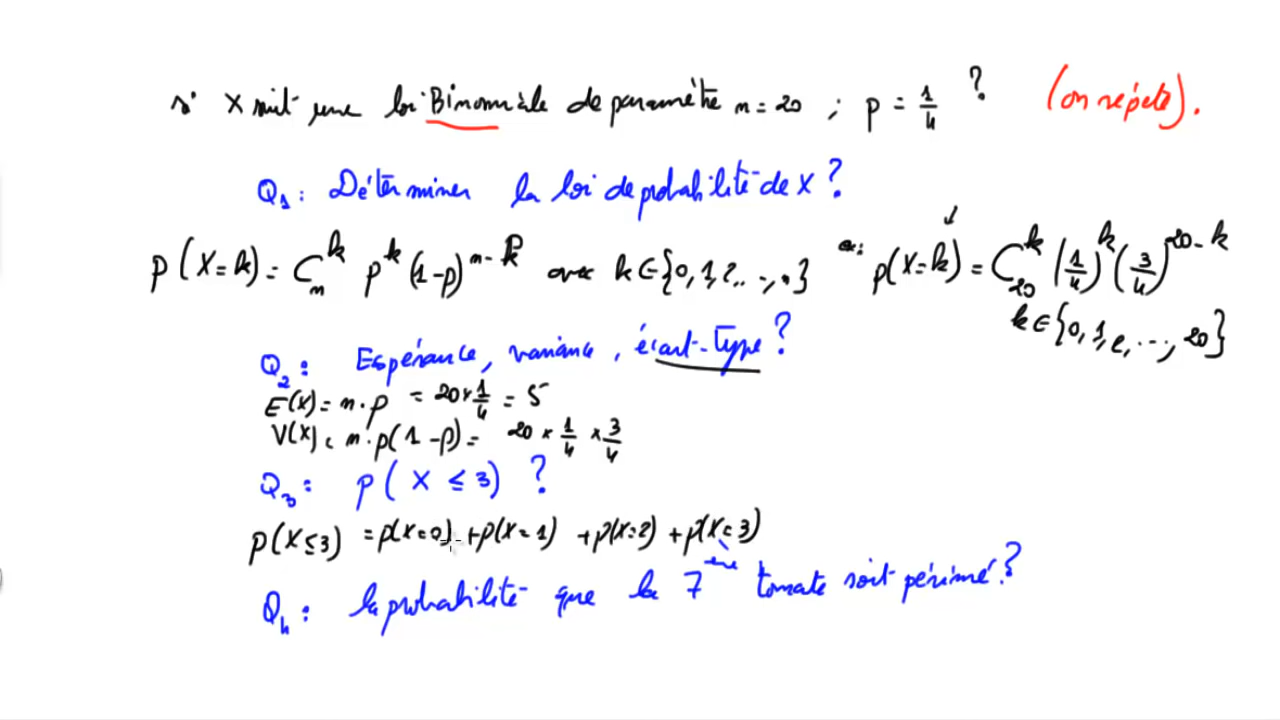 si X suit une loi Binomiale de paramètre n = 20 ; p = 1/4 ? (on répète).
Q1 : Déterminer la loi de probabilité de X ?
p(X=k) = C_n^k p^k (1-p)^{n-k} avec k ∈ {0, 1, 2, ..., n} ex: p(X=k) = C_20^k (1/4)^k (3/4)^{20-k}
k ∈ {0, 1, 2, ..., 20}
Q2 : Espérance, variance, écart-type ?
E(X) = n.p = 20 × 1/4 = 5
V(X) = n.p(1-p) = 20 × 1/4 × 3/4
Q3 : p(X ≤ 3) ?
p(X≤3) = p(X=0) + p(X=1) + p(X=2) + p(X=3)
Q4 : la probabilité que la 7ème tomate soit périmé ?